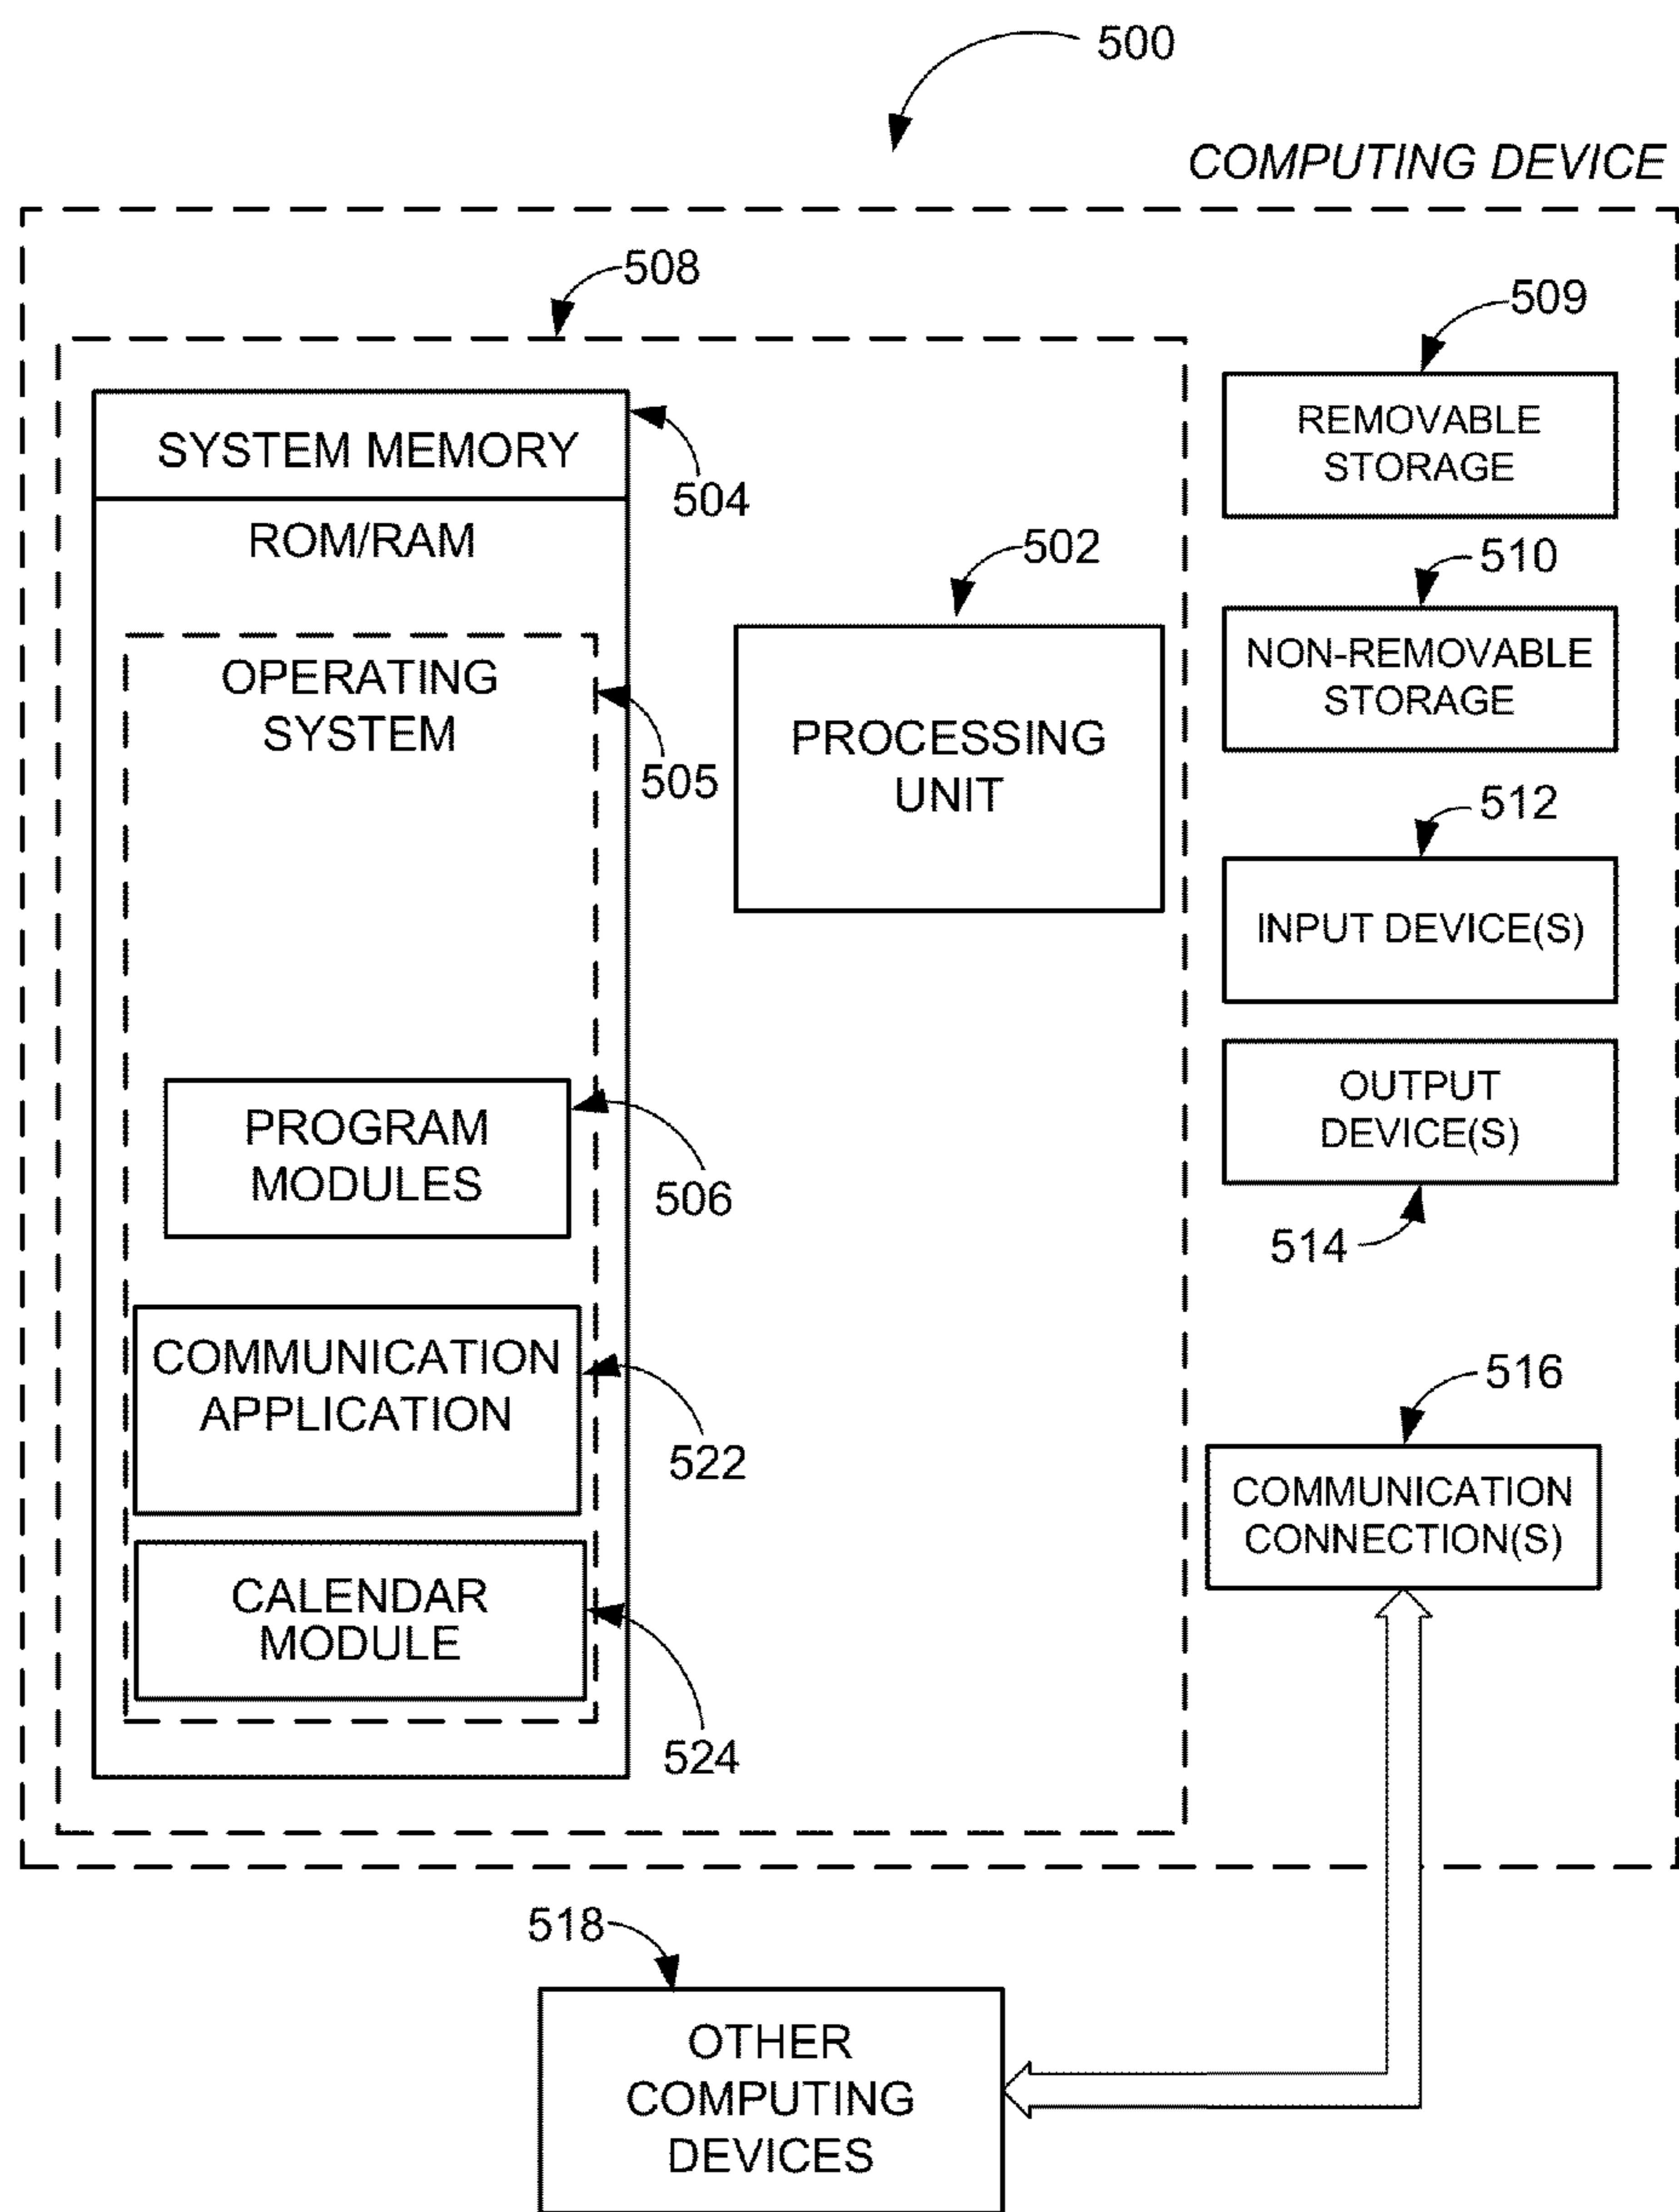 500
COMPUTING DEVICE
508
509
SYSTEM MEMORY
504
ROM/RAM
REMOVABLE
STORAGE
502
510
OPERATING
SYSTEM
505
PROCESSING
UNIT
NON-REMOVABLE
STORAGE
512
INPUT DEVICE(S)
PROGRAM
MODULES
506
OUTPUT
DEVICE(S)
514
COMMUNICATION
APPLICATION
522
516
COMMUNICATION
CONNECTION(S)
CALENDAR
MODULE
524
518
OTHER
COMPUTING
DEVICES